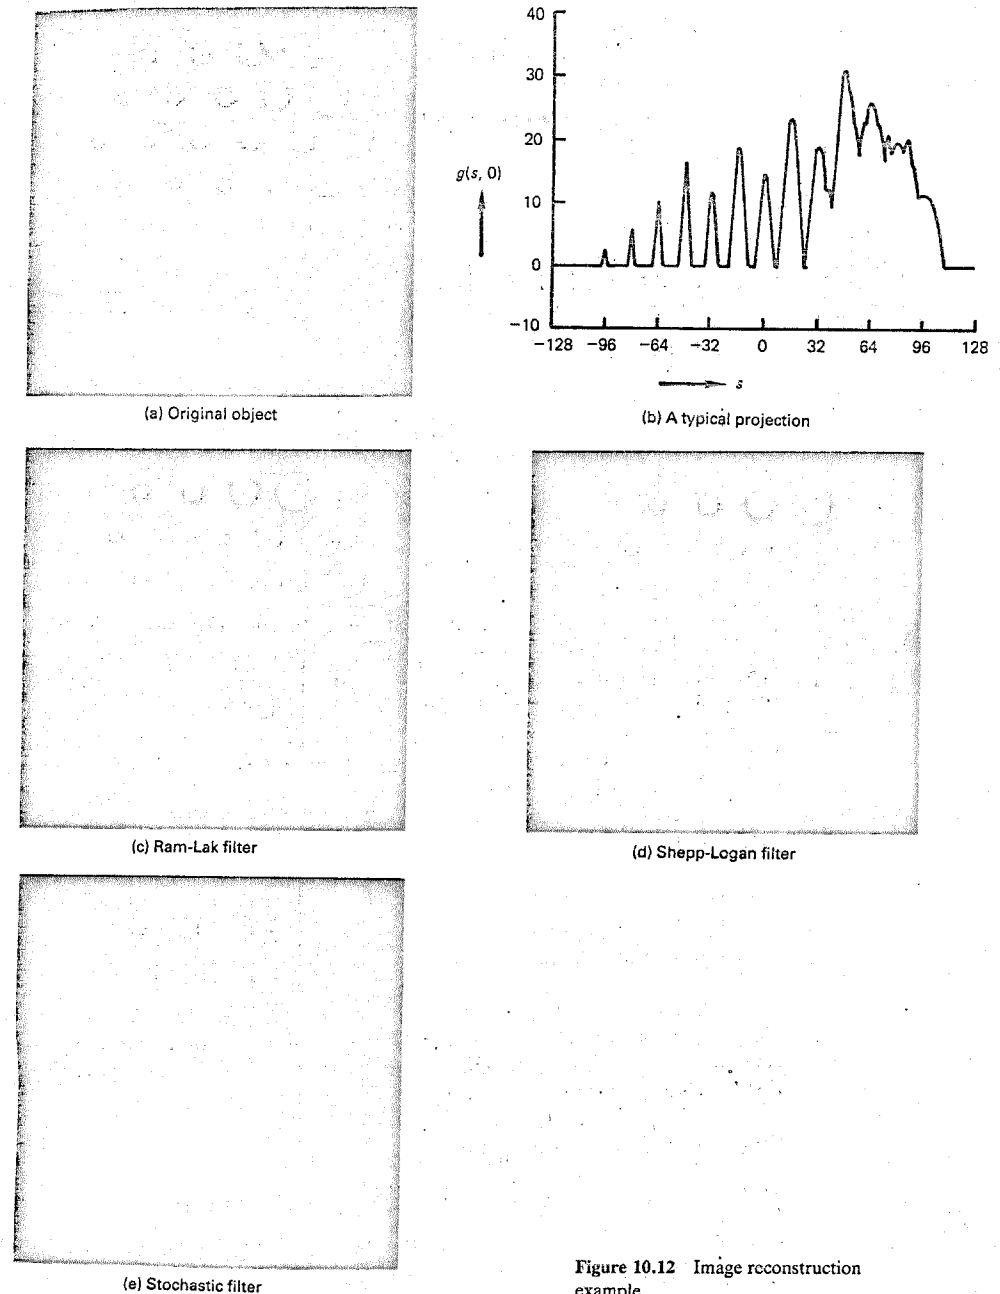 40
30
20
10
0
−10
g(s, 0)
−128 −96 −64 −32 0 32 64 96 128
s
(a) Original object
(b) A typical projection
(c) Ram-Lak filter
(d) Shepp-Logan filter
(e) Stochastic filter
Figure 10.12 Image reconstruction
example